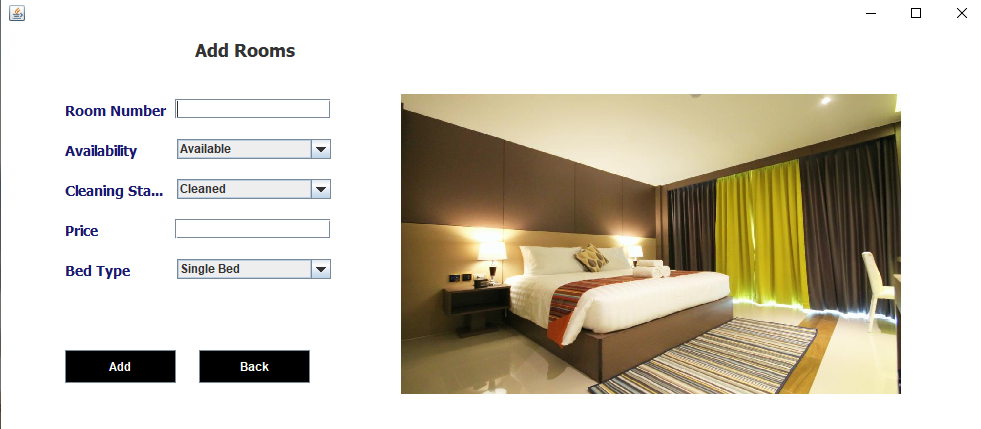 Add Rooms
Room Number
Availability Available
Cleaning Sta... Cleaned
Price
Bed Type Single Bed
Add Back